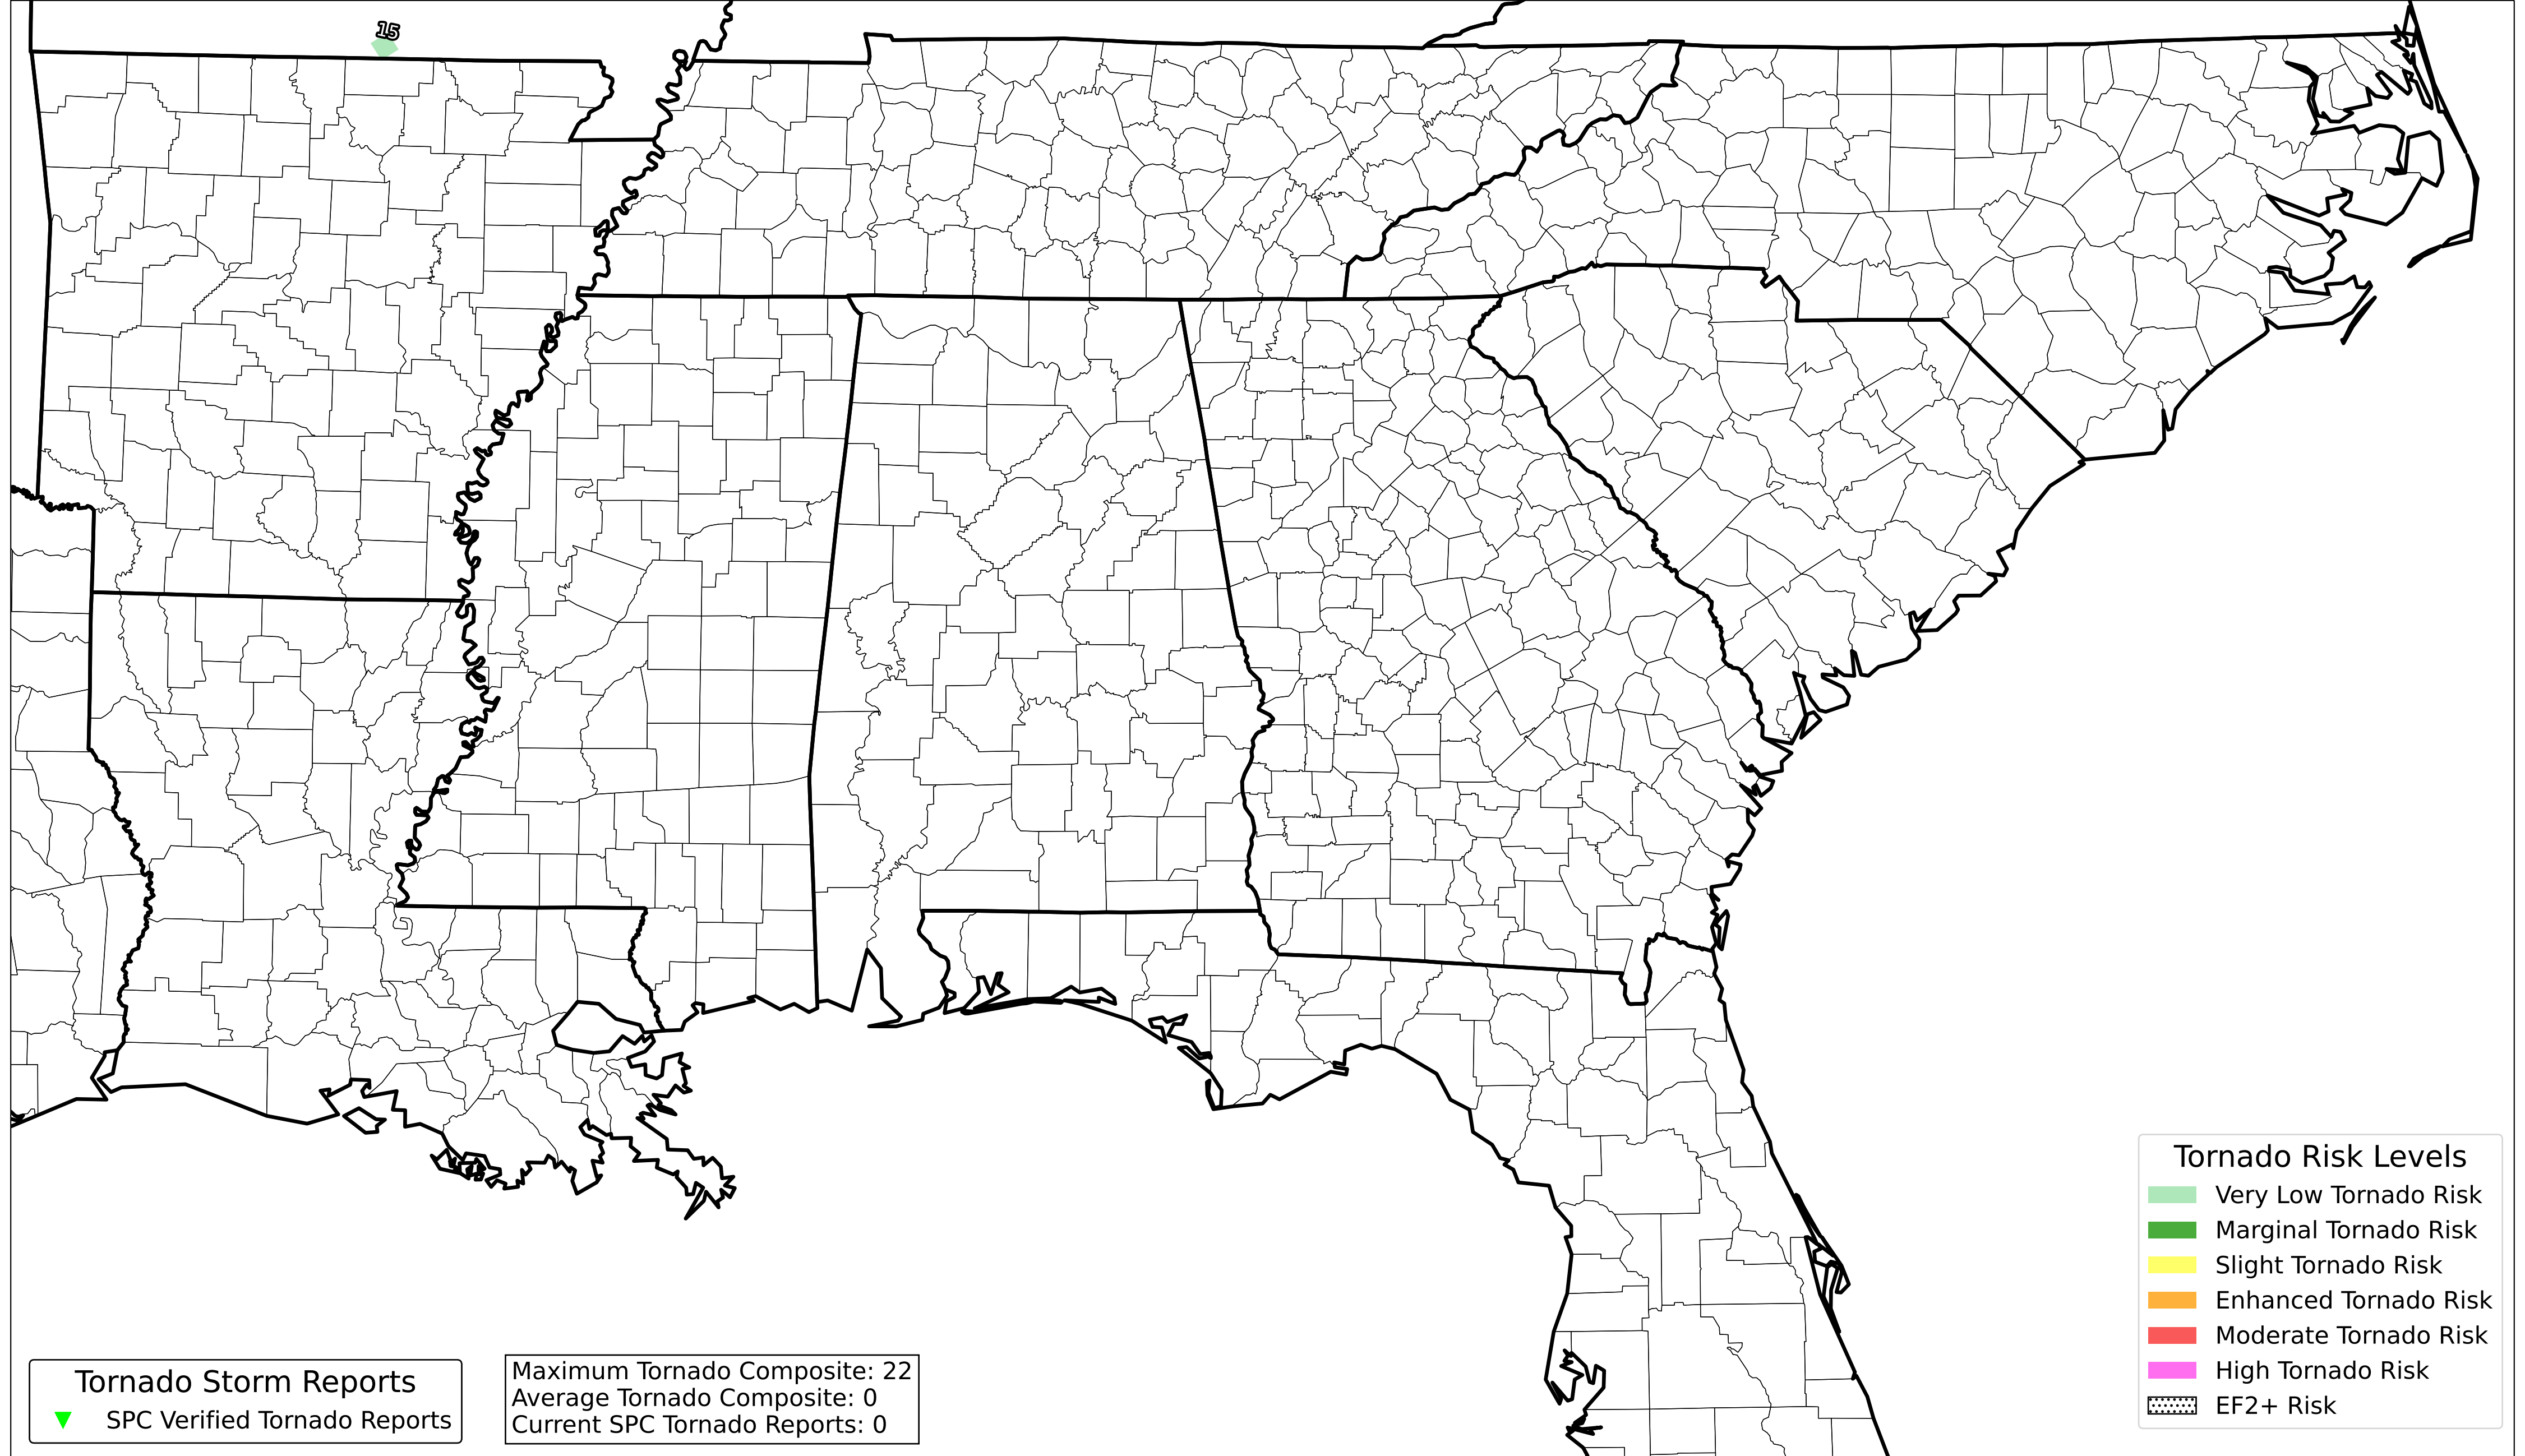 15
Tornado Risk Levels
Very Low Tornado Risk
Marginal Tornado Risk
Slight Tornado Risk
Enhanced Tornado Risk
Moderate Tornado Risk
High Tornado Risk
EF2+ Risk
Tornado Storm Reports
SPC Verified Tornado Reports
Maximum Tornado Composite: 22
Average Tornado Composite: 0
Current SPC Tornado Reports: 0